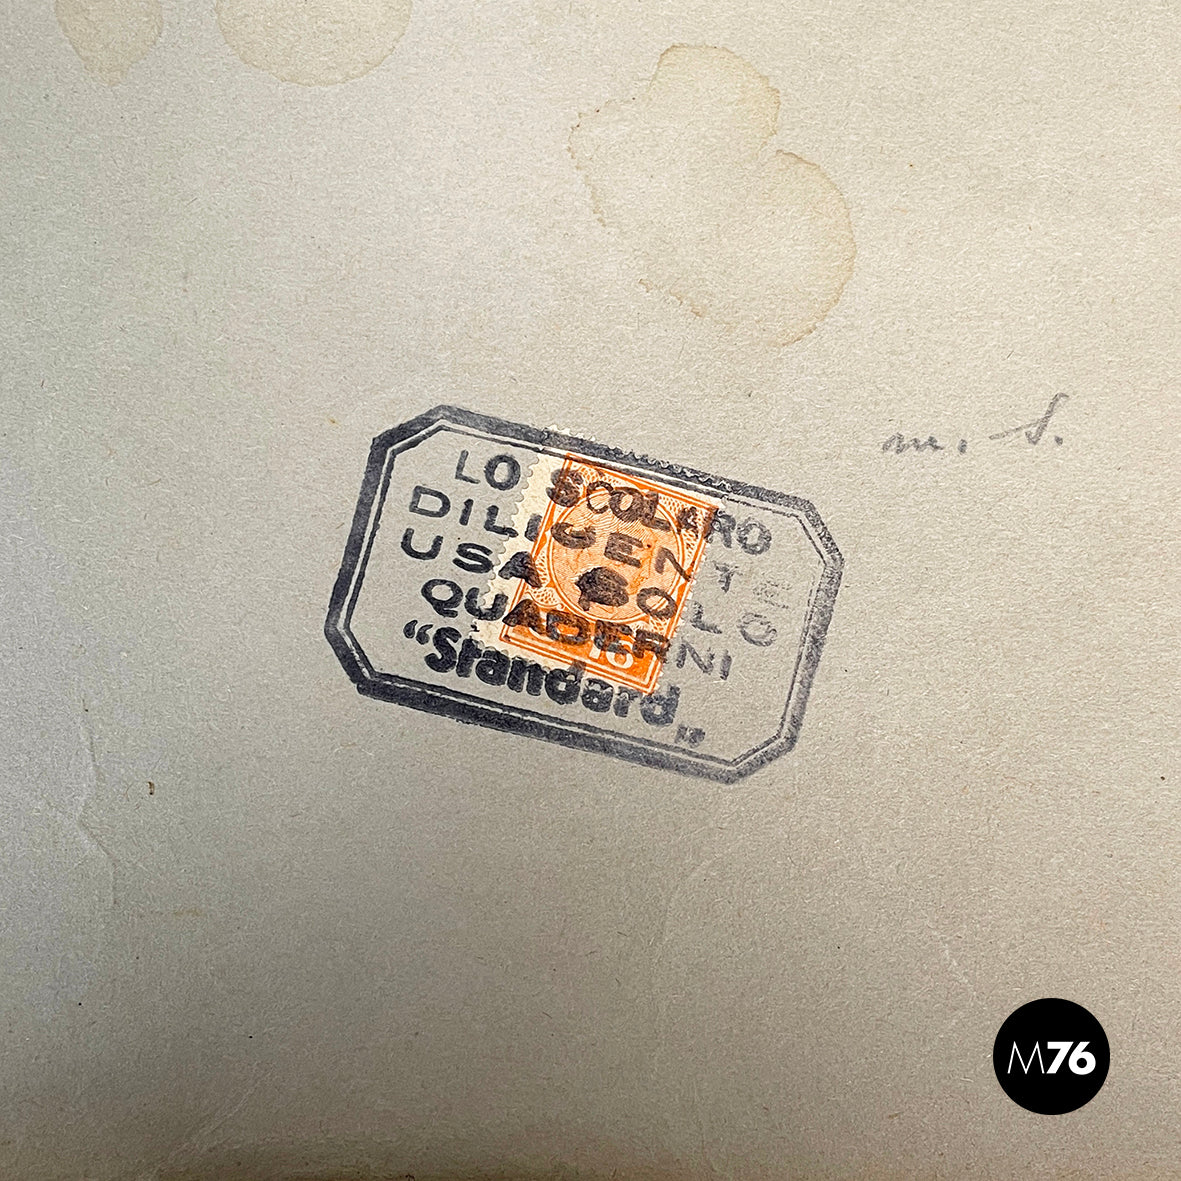 m. S.
LO SCOLARO
DILIGENTE
USA SOLO
QUADERNI
“Standard„
M76